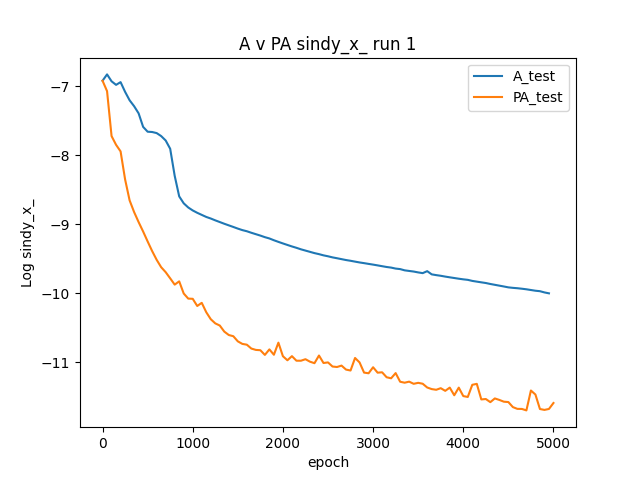 A v PA sindy_x_ run 1
A_test
PA_test
Log sindy_x_
−7
−8
−9
−10
−11
0
1000
2000
3000
4000
5000
epoch